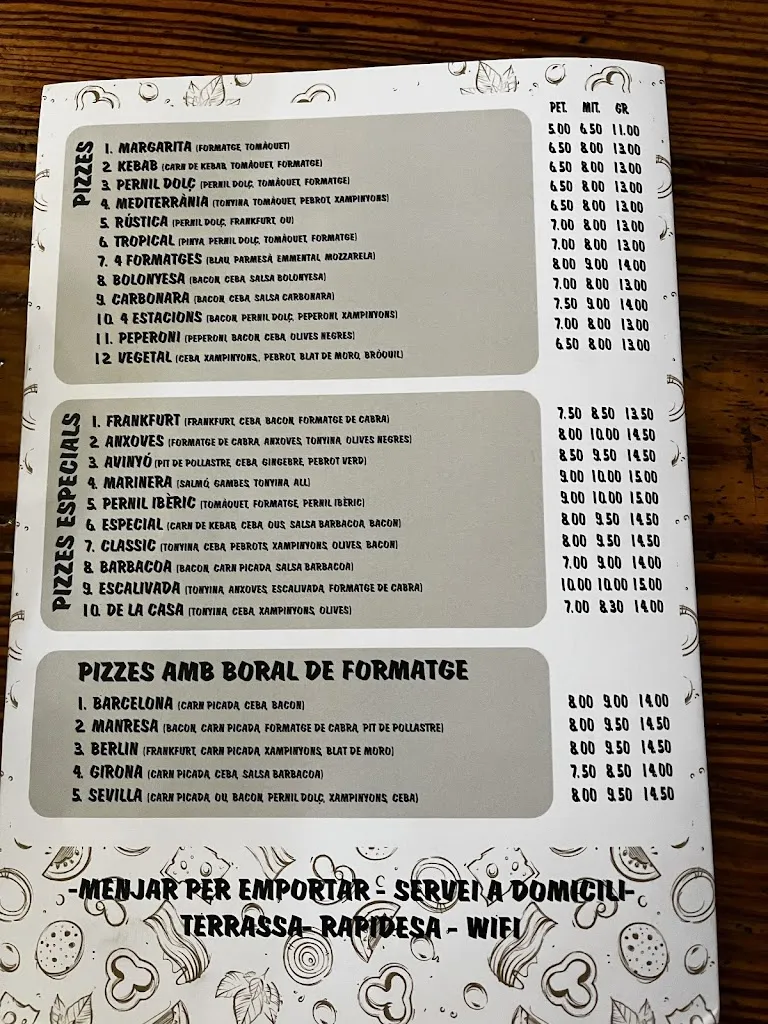 PET. MIT. GR
PIZZES
1. MARGARITA (FORMATGE, TOMÀQUET) 5.00 6.50 11.00
2. KEBAB (CARN DE KEBAB, TOMÀQUET, FORMATGE) 6.50 8.00 13.00
3. PERNIL DOLÇ (PERNIL DOLÇ, TOMÀQUET, FORMATGE) 6.50 8.00 13.00
4. MEDITERRÀNIA (TONYINA, TOMÀQUET, PEBROT, XAMPINYONS) 6.50 8.00 13.00
5. RÚSTICA (PERNIL DOLÇ, FRANKFURT, OU) 6.50 8.00 13.00
6. TROPICAL (PINYA, PERNIL DOLÇ, TOMÀQUET, FORMATGE) 7.00 8.00 13.00
7. 4 FORMATGES (BLAU, PARMESÀ, EMMENTAL, MOZZARELA) 7.00 8.00 13.00
8. BOLONYESA (BACON, CEBA, SALSA BOLONYESA) 8.00 9.00 14.00
9. CARBONARA (BACON, CEBA, SALSA CARBONARA) 7.00 8.00 13.00
10. 4 ESTACIONS (BACON, PERNIL DOLÇ, PEPERONI, XAMPINYONS) 7.50 9.00 14.00
11. PEPERONI (PEPERONI, BACON, CEBA, OLIVES NEGRES) 7.00 8.00 13.00
12. VEGETAL (CEBA, XAMPINYONS,, PEBROT, BLAT DE MORO, BRÒQUIL) 6.50 8.00 13.00
PIZZES ESPECIALS
1. FRANKFURT (FRANKFURT, CEBA, BACON, FORMATGE DE CABRA) 7.50 8.50 13.50
2. ANXOVES (FORMATGE DE CABRA, ANXOVES, TONYINA, OLIVES NEGRES) 8.00 10.00 14.50
3. AVINYÓ (PIT DE POLLASTRE, CEBA, GINGEBRE, PEBROT VERD) 8.50 9.50 14.50
4. MARINERA (SALMÓ, GAMBES, TONYINA, ALL) 9.00 10.00 15.00
5. PERNIL IBÈRIC (TOMÀQUET, FORMATGE, PERNIL IBÈRIC) 9.00 10.00 15.00
6. ESPECIAL (CARN DE KEBAB, CEBA, OUS, SALSA BARBACOA, BACON) 8.00 9.50 14.50
7. CLASSIC (TONYINA, CEBA, PEBROTS, XAMPINYONS, OLIVES, BACON) 8.00 9.50 14.50
8. BARBACOA (BACON, CARN PICADA, SALSA BARBACOA) 7.00 9.00 14.00
9. ESCALIVADA (TONYINA, ANXOVES, ESCALIVADA, FORMATGE DE CABRA) 10.00 10.00 15.00
10. DE LA CASA (TONYINA, CEBA, XAMPINYONS, OLIVES) 7.00 8.30 14.00
PIZZES AMB BORAL DE FORMATGE
1. BARCELONA (CARN PICADA, CEBA, BACON) 8.00 9.00 14.00
2. MANRESA (BACON, CARN PICADA, FORMATGE DE CABRA, PIT DE POLLASTRE) 8.00 9.50 14.50
3. BERLIN (FRANKFURT, CARN PICADA, XAMPINYONS, BLAT DE MORO) 8.00 9.50 14.50
4. GIRONA (CARN PICADA, CEBA, SALSA BARBACOA) 7.50 8.50 14.00
5. SEVILLA (CARN PICADA, OU, BACON, PERNIL DOLÇ, XAMPINYONS, CEBA) 8.00 9.50 14.50
-MENJAR PER EMPORTAR - SERVEI A DOMICILI-
TERRASSA- RAPIDESA - WIFI